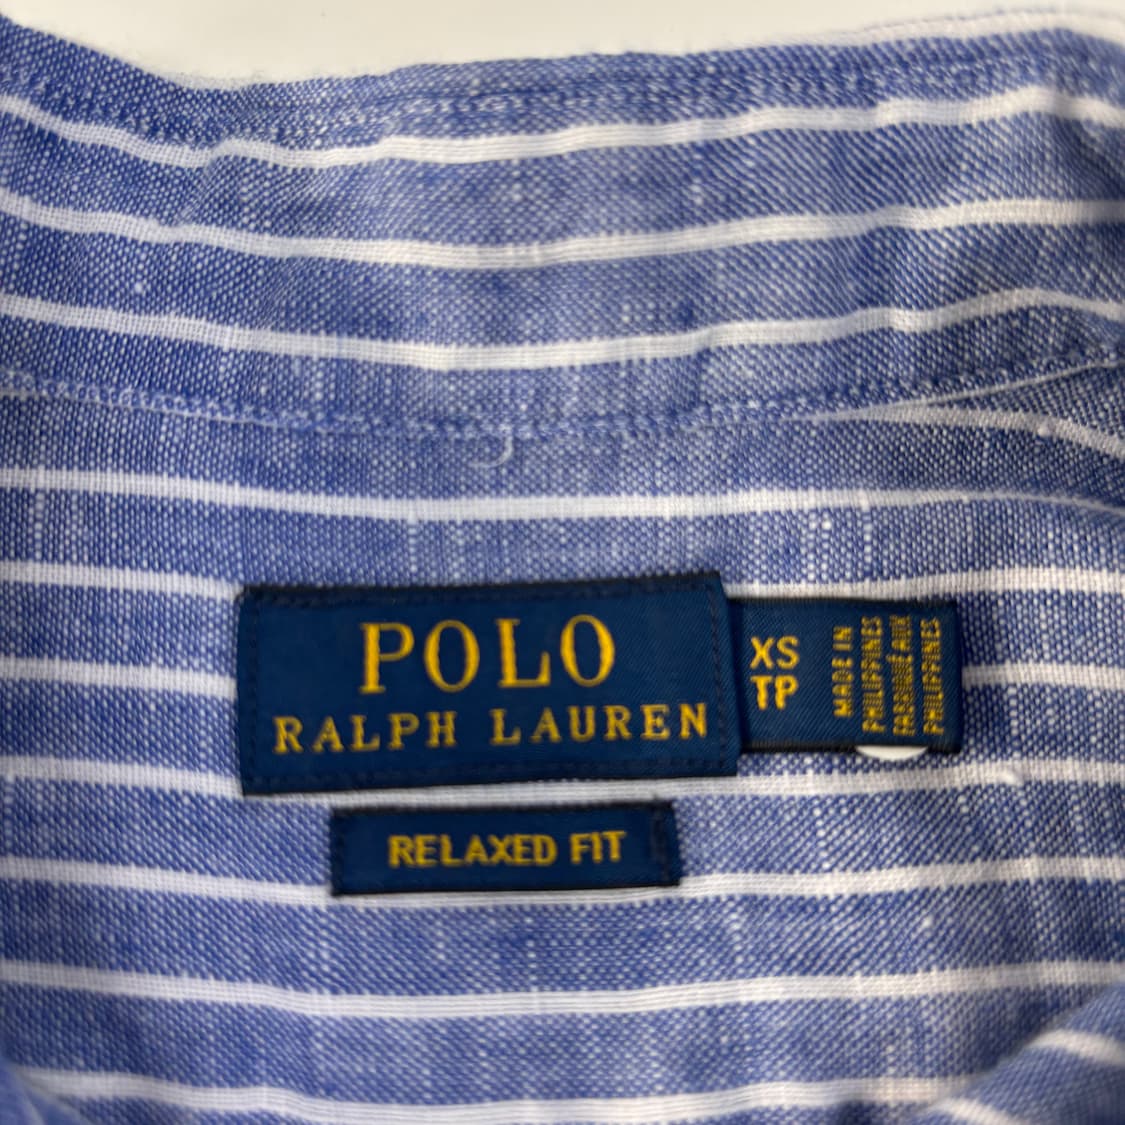 POLO
RALPH LAUREN
XS
TP
MADE IN
PHILIPPINES
FABRIQUÉ AUX
PHILIPPINES
RELAXED FIT